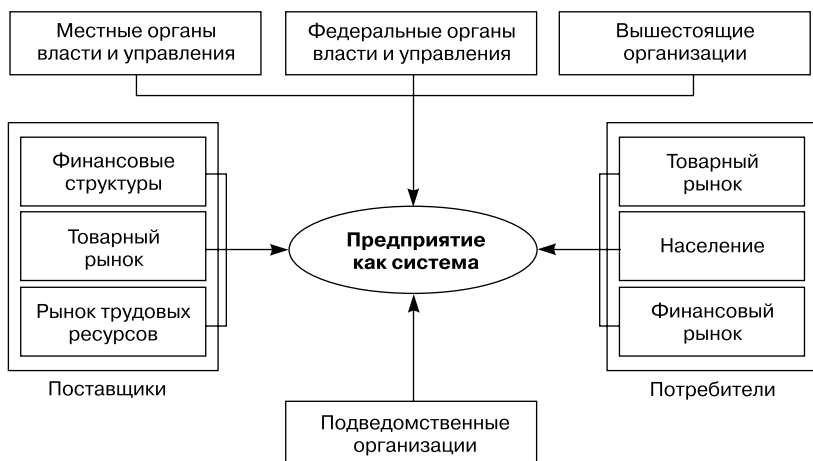 Местные органы
власти и управления
Федеральные органы
власти и управления
Вышестоящие
организации
Финансовые
структуры
Товарный
рынок
Рынок трудовых
ресурсов
Поставщики
Предприятие
как система
Товарный
рынок
Население
Финансовый
рынок
Потребители
Подведомственные
организации